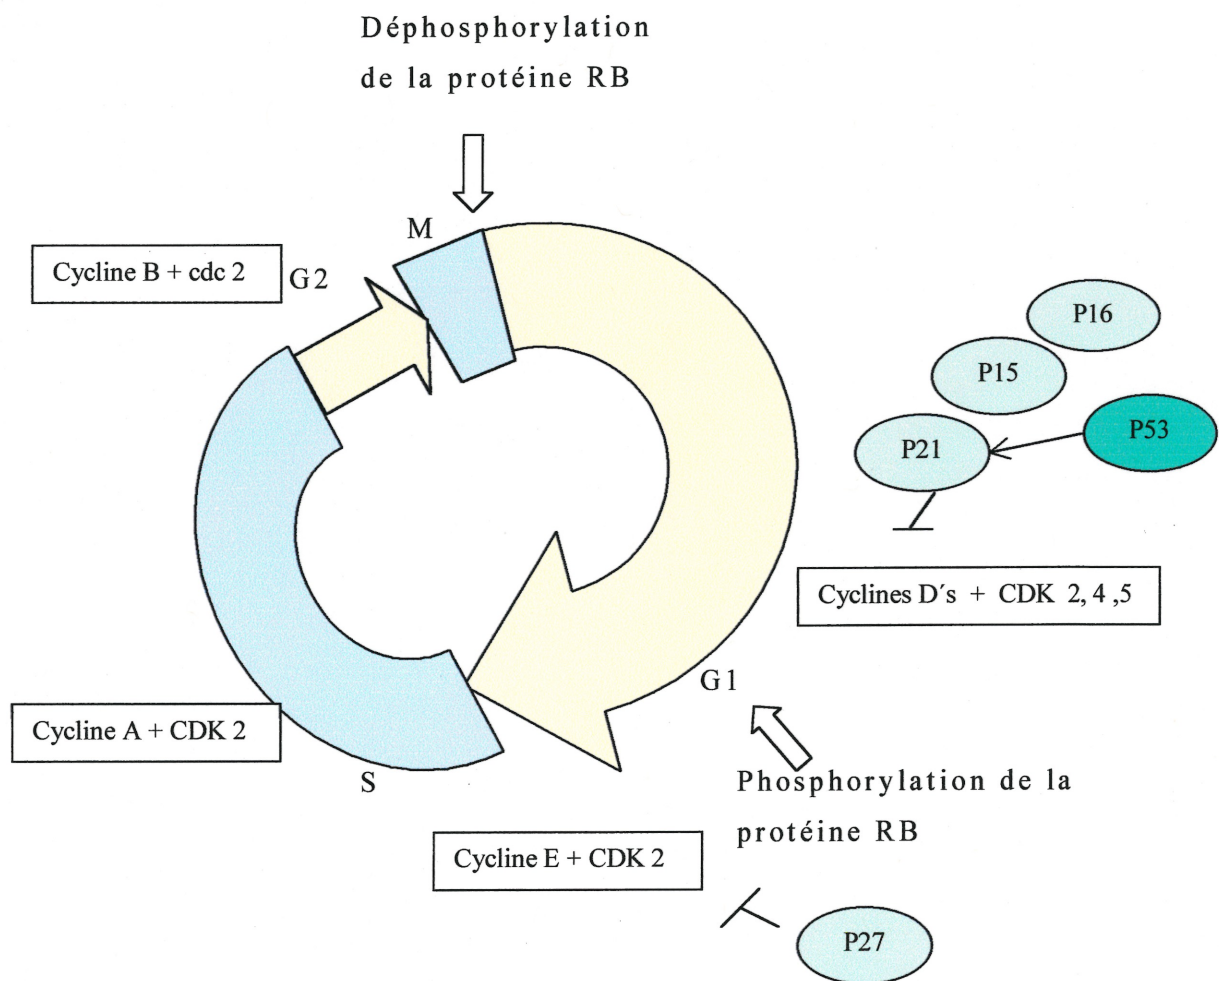 Déphosphorylation
de la protéine RB
M
Cycline B + cdc 2
G2
P16
P15
P53
P21
Cyclines D´s + CDK 2, 4 ,5
G1
Cycline A + CDK 2
S
Phosphorylation de la
protéine RB
Cycline E + CDK 2
P27